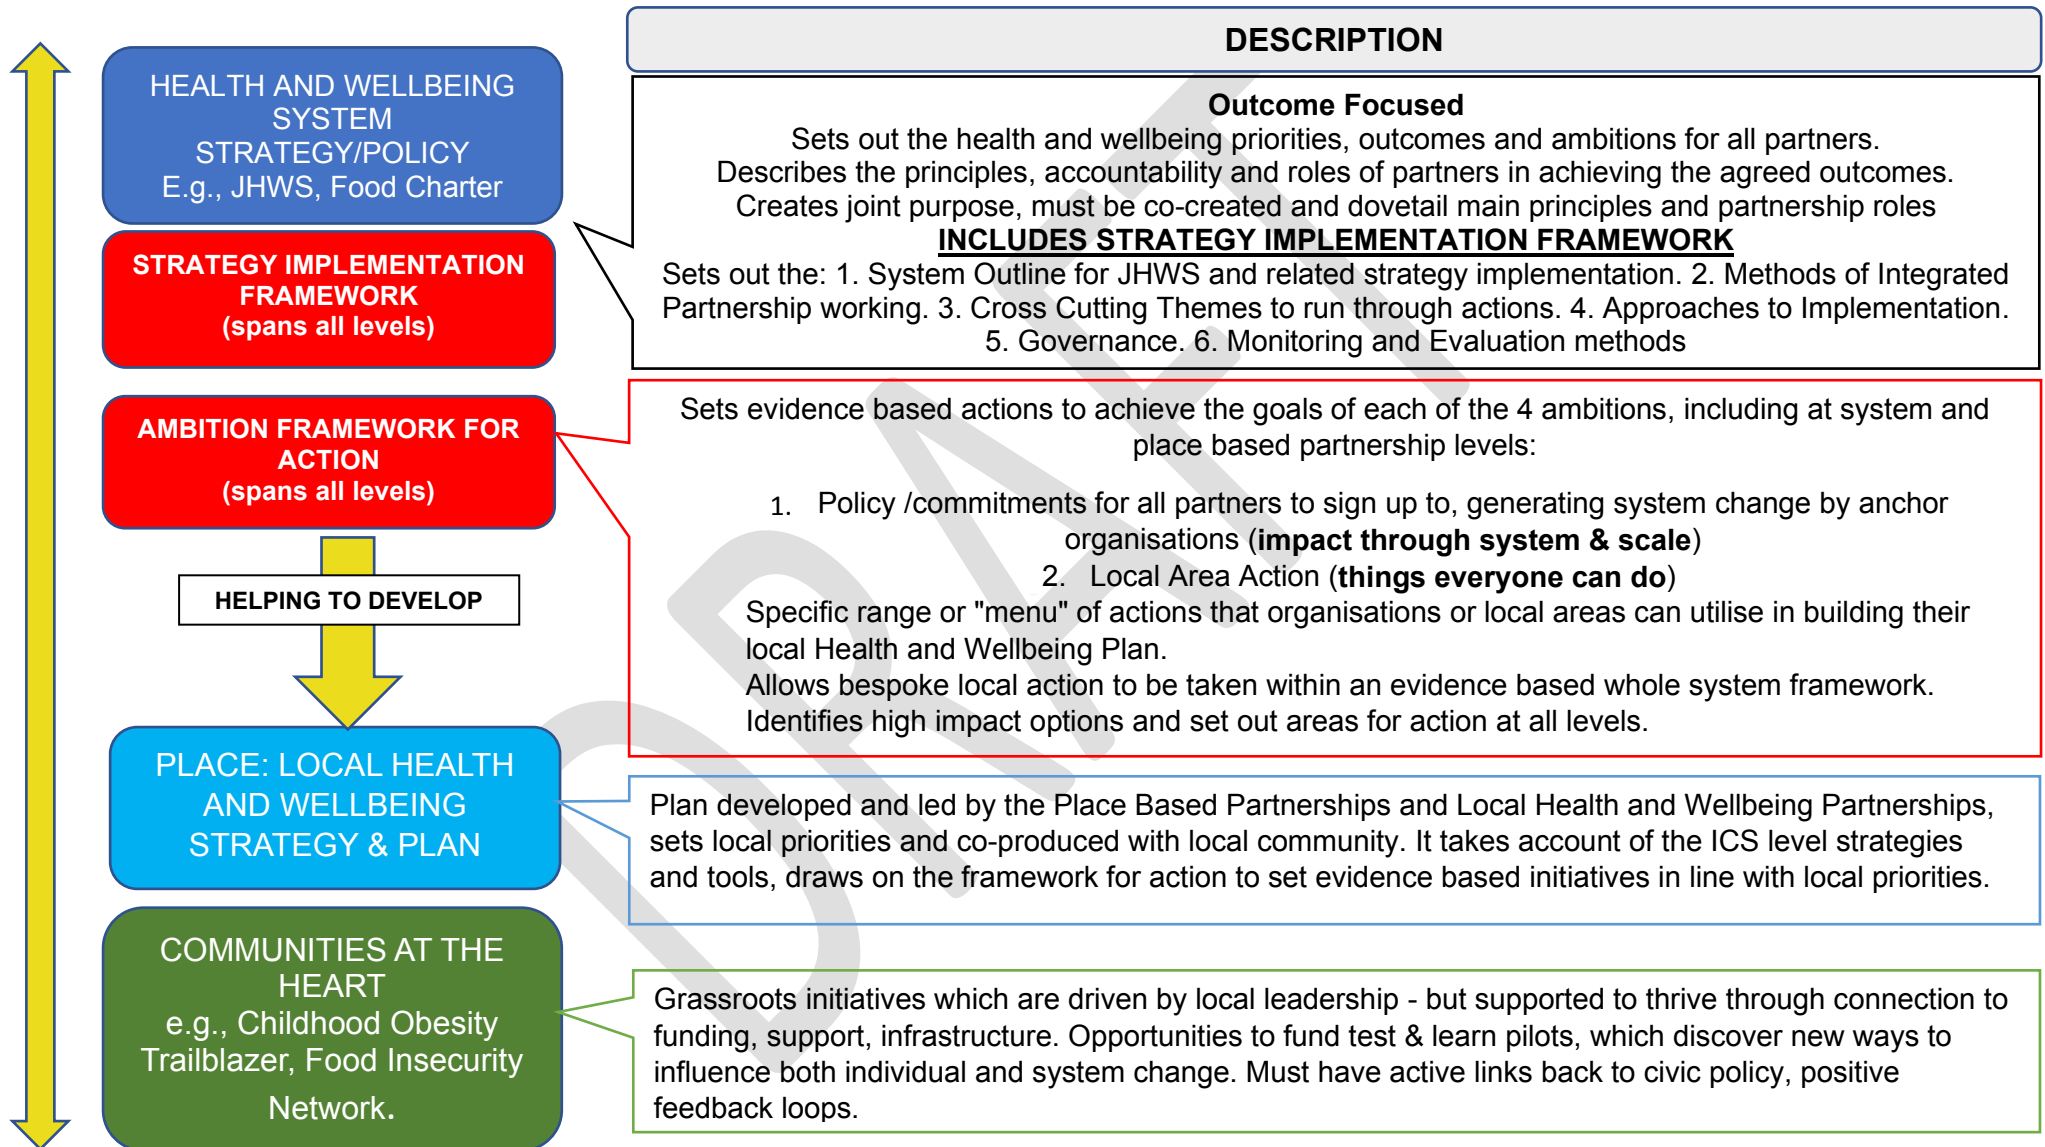 DESCRIPTION
HEALTH AND WELLBEING
SYSTEM
STRATEGY/POLICY
E.g., JHWS, Food Charter
Outcome Focused
Sets out the health and wellbeing priorities, outcomes and ambitions for all partners.
Describes the principles, accountability and roles of partners in achieving the agreed outcomes.
Creates joint purpose, must be co-created and dovetail main principles and partnership roles
INCLUDES STRATEGY IMPLEMENTATION FRAMEWORK
Sets out the: 1. System Outline for JHWS and related strategy implementation. 2. Methods of Integrated
Partnership working. 3. Cross Cutting Themes to run through actions. 4. Approaches to Implementation.
5. Governance. 6. Monitoring and Evaluation methods
STRATEGY IMPLEMENTATION
FRAMEWORK
(spans all levels)
AMBITION FRAMEWORK FOR
ACTION
(spans all levels)
Sets evidence based actions to achieve the goals of each of the 4 ambitions, including at system and
place based partnership levels:
1. Policy /commitments for all partners to sign up to, generating system change by anchor
organisations (impact through system & scale)
2. Local Area Action (things everyone can do)
Specific range or "menu" of actions that organisations or local areas can utilise in building their
local Health and Wellbeing Plan.
Allows bespoke local action to be taken within an evidence based whole system framework.
Identifies high impact options and set out areas for action at all levels.
HELPING TO DEVELOP
PLACE: LOCAL HEALTH
AND WELLBEING
STRATEGY & PLAN
Plan developed and led by the Place Based Partnerships and Local Health and Wellbeing Partnerships,
sets local priorities and co-produced with local community. It takes account of the ICS level strategies
and tools, draws on the framework for action to set evidence based initiatives in line with local priorities.
COMMUNITIES AT THE
HEART
e.g., Childhood Obesity
Trailblazer, Food Insecurity
Network.
Grassroots initiatives which are driven by local leadership - but supported to thrive through connection to
funding, support, infrastructure. Opportunities to fund test & learn pilots, which discover new ways to
influence both individual and system change. Must have active links back to civic policy, positive
feedback loops.
DRAFT